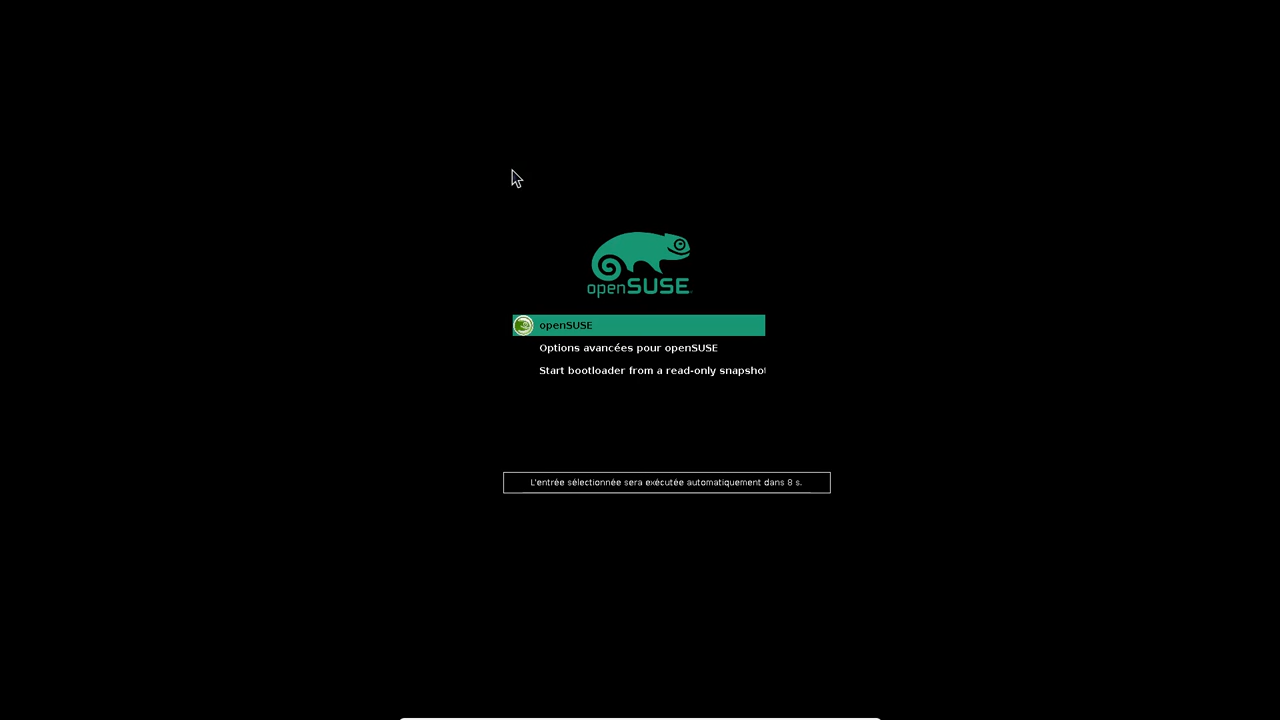 openSUSE
openSUSE
Options avancées pour openSUSE
Start bootloader from a read-only snapshot
L'entrée sélectionnée sera exécutée automatiquement dans 8 s.